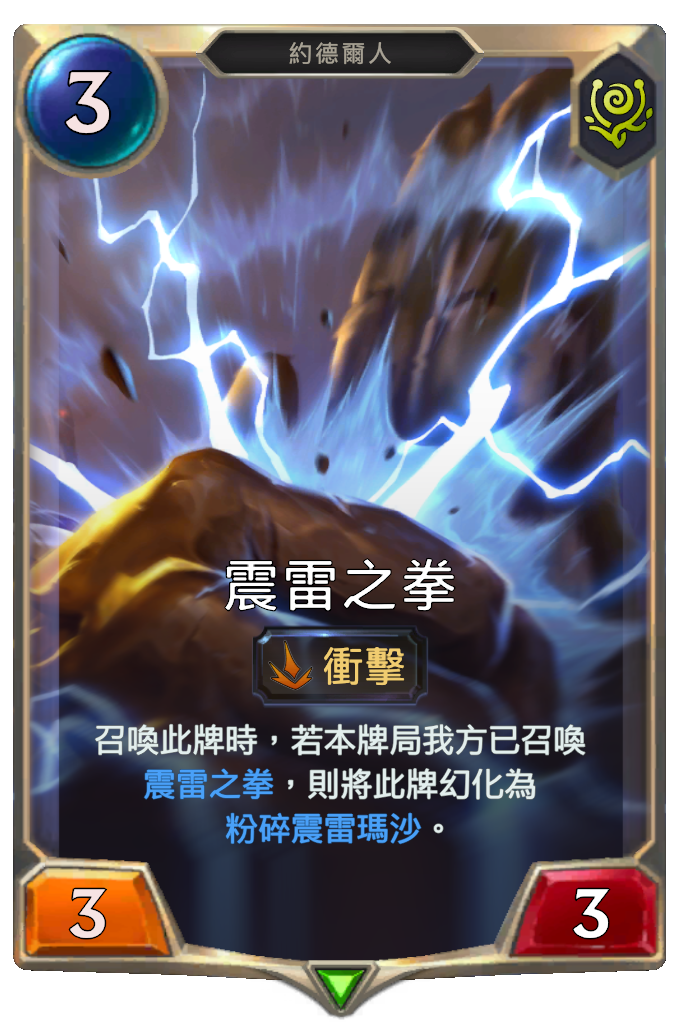 約德爾人
3
震雷之拳
衝擊
召喚此牌時，若本牌局我方已召喚
震雷之拳，則將此牌幻化為
粉碎震雷瑪沙。
3
3